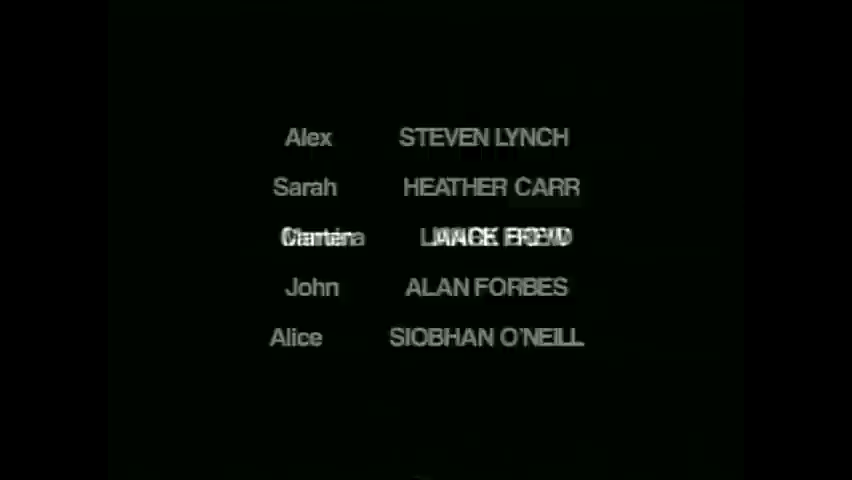 Alex STEVEN LYNCH
Sarah HEATHER CARR
John ALAN FORBES
Alice SIOBHAN O'NEILL